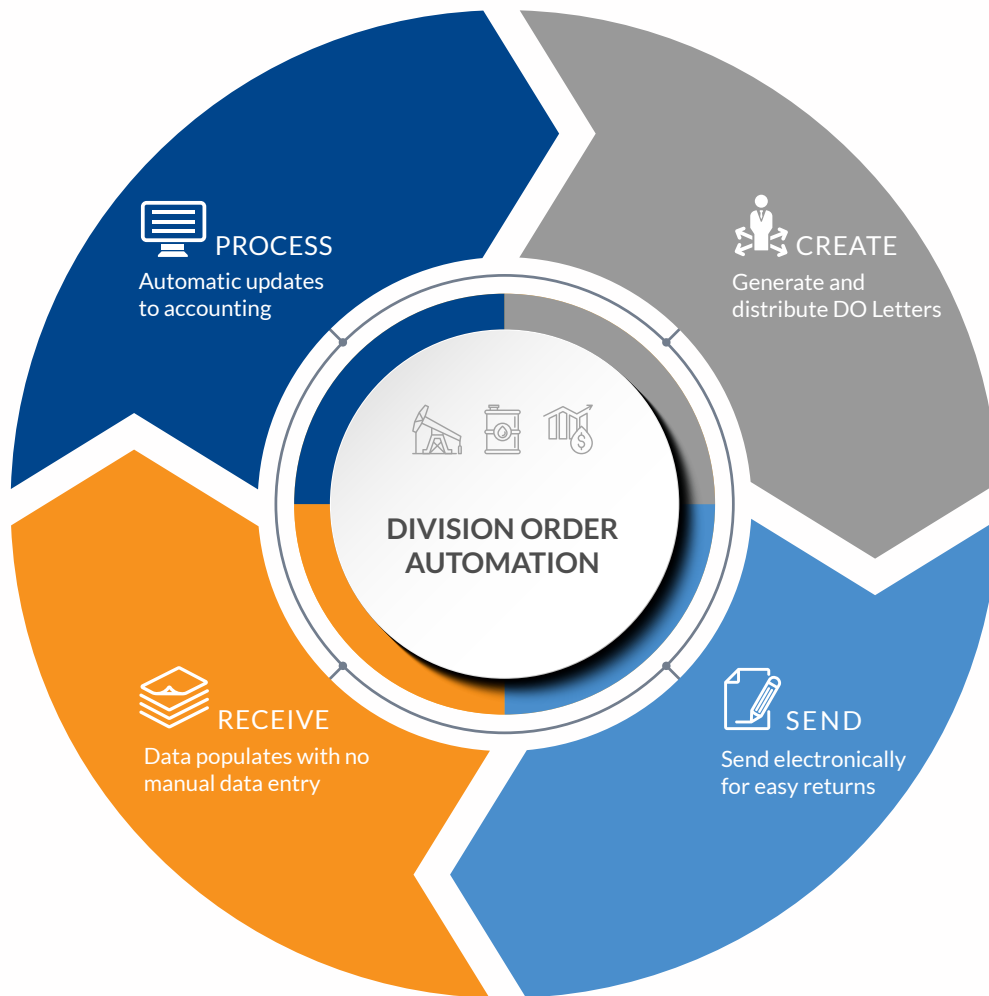 PROCESS
Automatic updates
to accounting
CREATE
Generate and
distribute DO Letters
$
DIVISION ORDER
AUTOMATION
RECEIVE
Data populates with no
manual data entry
SEND
Send electronically
for easy returns